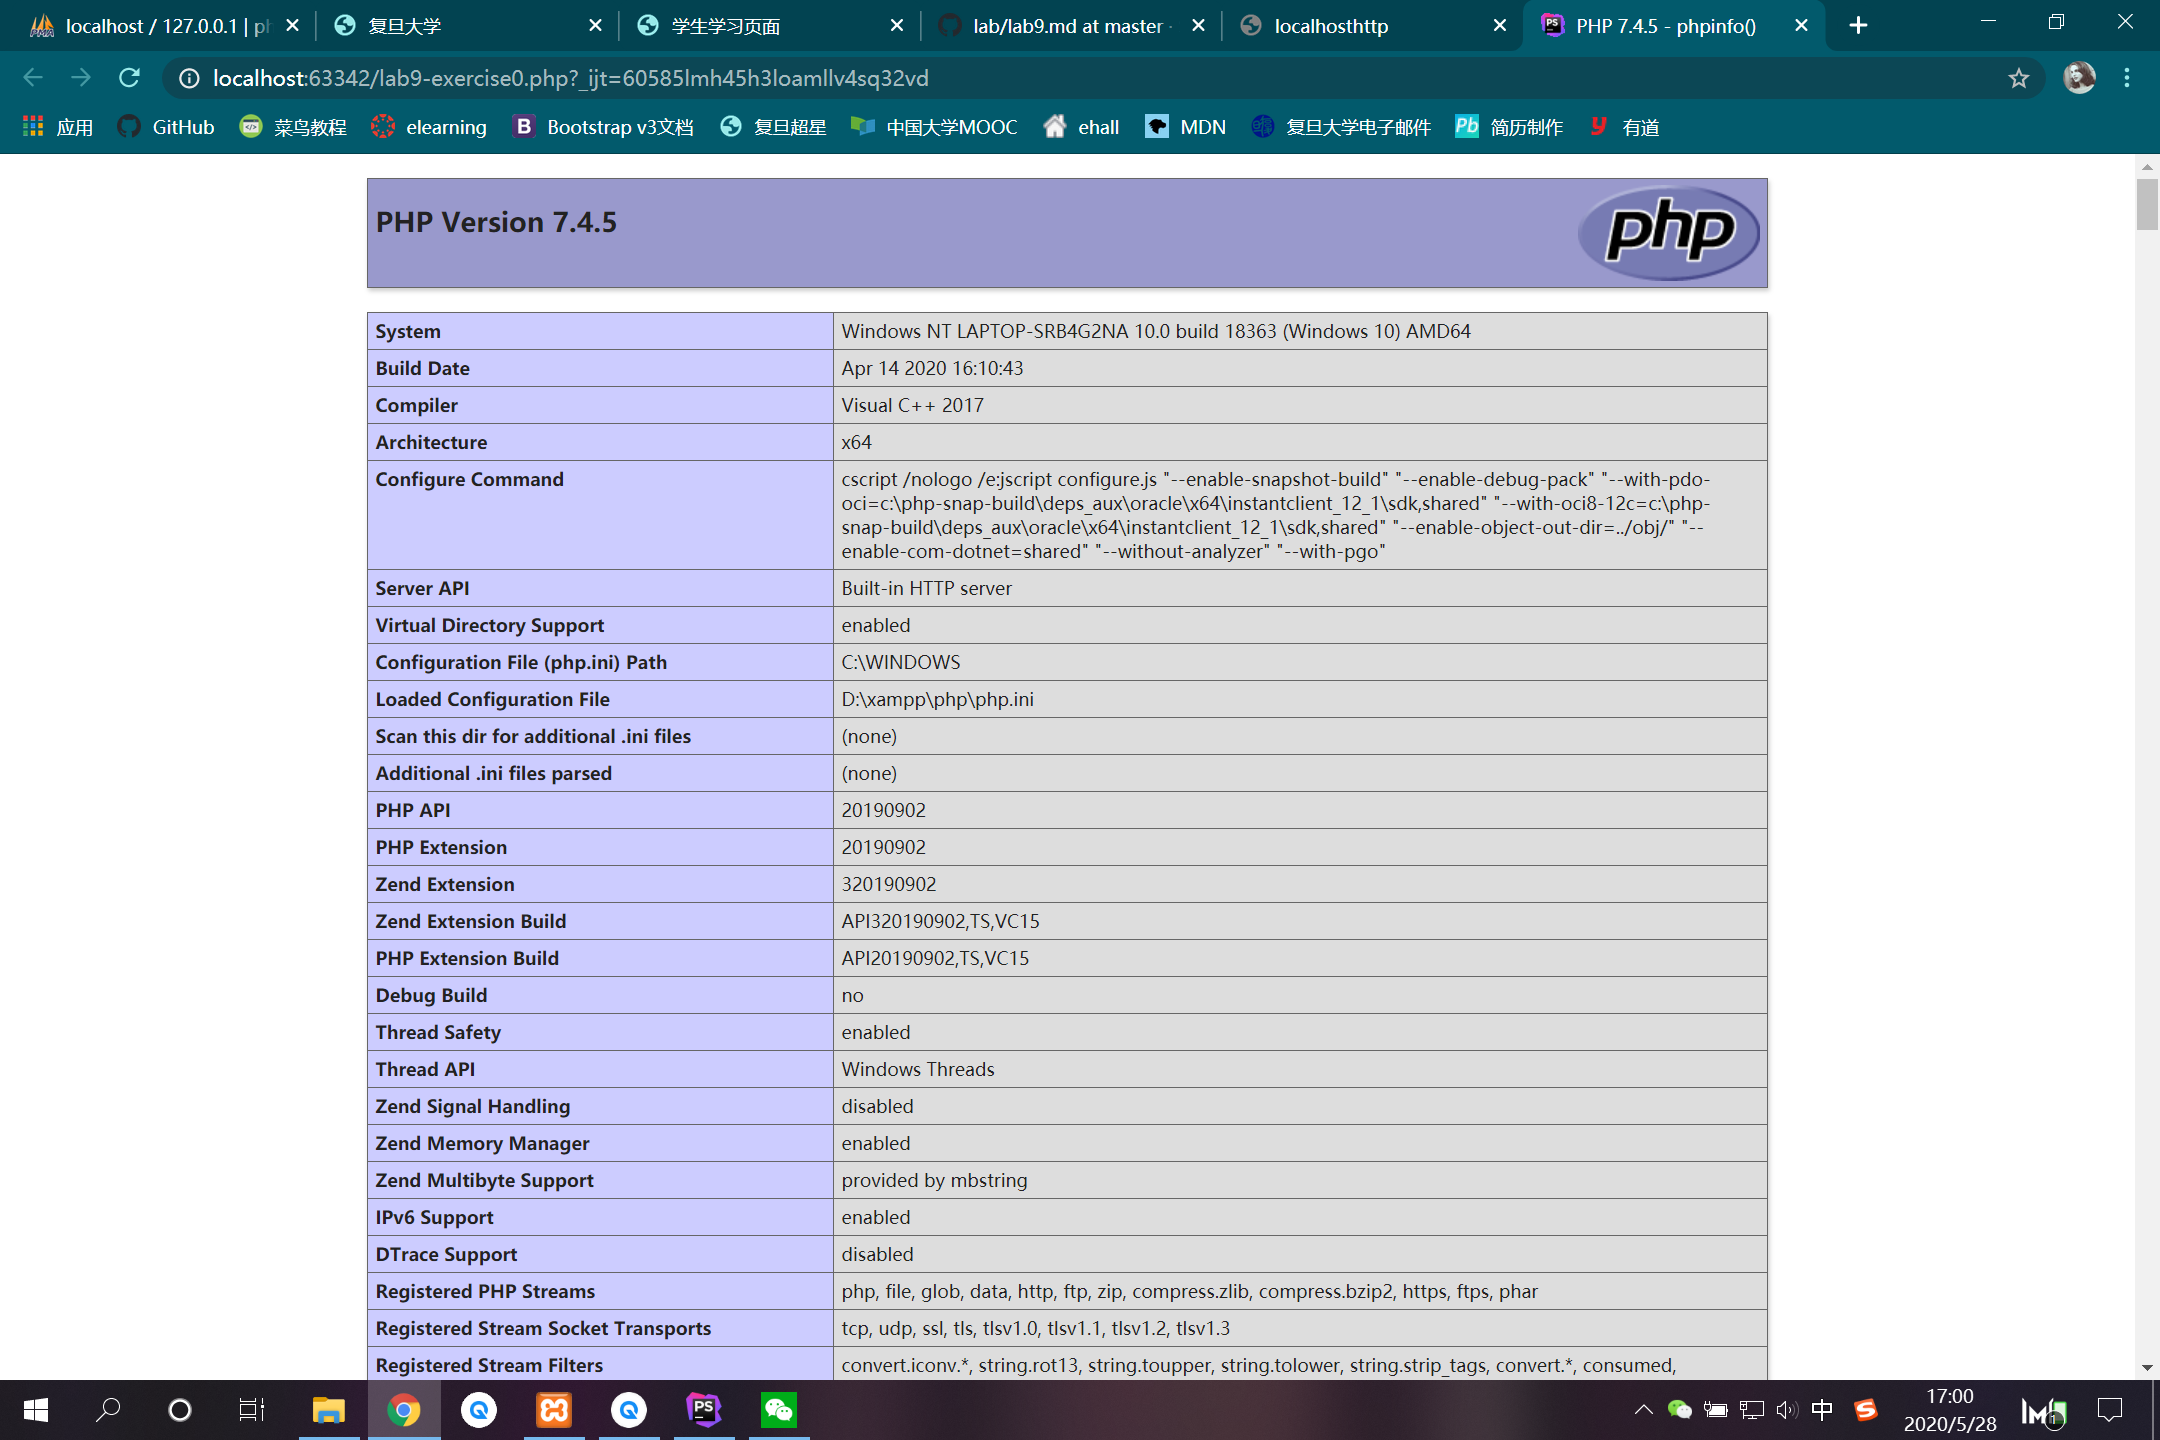 localhost / 127.0.0.1 | ph
复旦大学
学生学习页面
lab/lab9.md at master ·
localhosthttp
PHP 7.4.5 - phpinfo()
localhost:63342/lab9-exercise0.php?_ijt=60585lmh45h3loamllv4sq32vd
应用
GitHub
菜鸟教程
elearning
B Bootstrap v3文档
复旦超星
中国大学MOOC
ehall
MDN
复旦大学电子邮件
Pb 简历制作
y 有道
PHP Version 7.4.5
php
System Windows NT LAPTOP-SRB4G2NA 10.0 build 18363 (Windows 10) AMD64
Build Date Apr 14 2020 16:10:43
Compiler Visual C++ 2017
Architecture x64
Configure Command cscript /nologo /e:jscript configure.js "--enable-snapshot-build" "--enable-debug-pack" "--with-pdo-
oci=c:\php-snap-build\deps_aux\oracle\x64\instantclient_12_1\sdk,shared" "--with-oci8-12c=c:\php-
snap-build\deps_aux\oracle\x64\instantclient_12_1\sdk,shared" "--enable-object-out-dir=../obj/" "--
enable-com-dotnet=shared" "--without-analyzer" "--with-pgo"
Server API Built-in HTTP server
Virtual Directory Support enabled
Configuration File (php.ini) Path C:\WINDOWS
Loaded Configuration File D:\xampp\php\php.ini
Scan this dir for additional .ini files (none)
Additional .ini files parsed (none)
PHP API 20190902
PHP Extension 20190902
Zend Extension 320190902
Zend Extension Build API320190902,TS,VC15
PHP Extension Build API20190902,TS,VC15
Debug Build no
Thread Safety enabled
Thread API Windows Threads
Zend Signal Handling disabled
Zend Memory Manager enabled
Zend Multibyte Support provided by mbstring
IPv6 Support enabled
DTrace Support disabled
Registered PHP Streams php, file, glob, data, http, ftp, zip, compress.zlib, compress.bzip2, https, ftps, phar
Registered Stream Socket Transports tcp, udp, ssl, tls, tlsv1.0, tlsv1.1, tlsv1.2, tlsv1.3
Registered Stream Filters convert.iconv.*, string.rot13, string.toupper, string.tolower, string.strip_tags, convert.*, consumed,
PS
中
S
17:00
2020/5/28